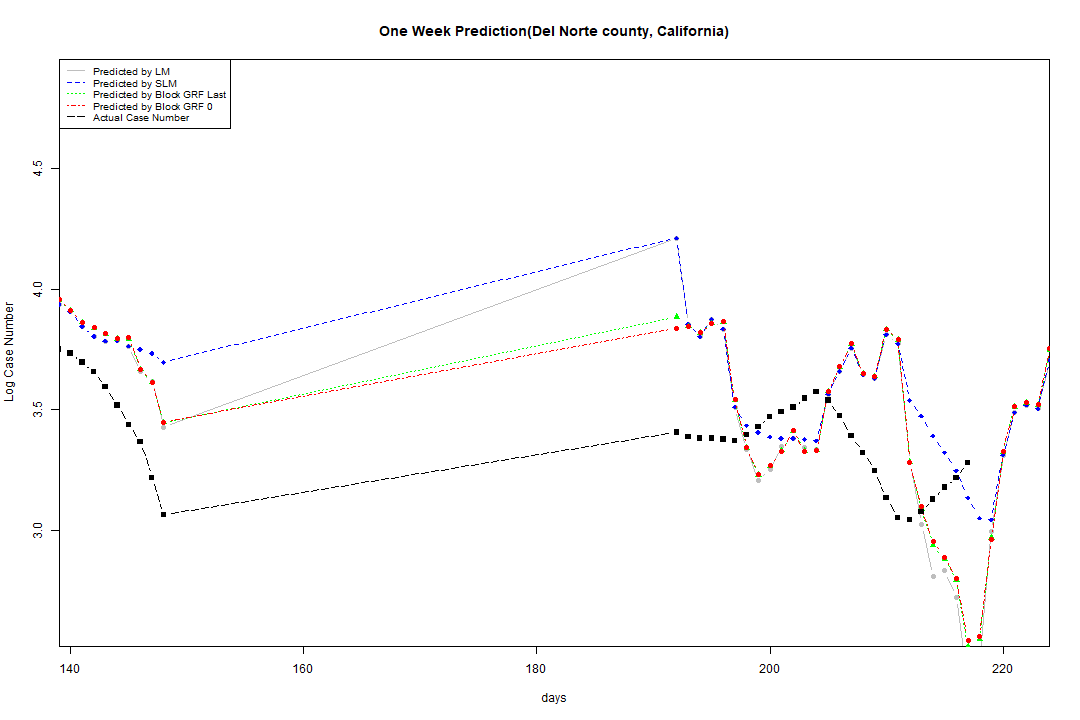 One Week Prediction(Del Norte county, California)
Predicted by LM
Predicted by SLM
Predicted by Block GRF Last
Predicted by Block GRF 0
Actual Case Number
4.5
4.0
3.5
3.0
Log Case Number
140 160 180 200 220
days